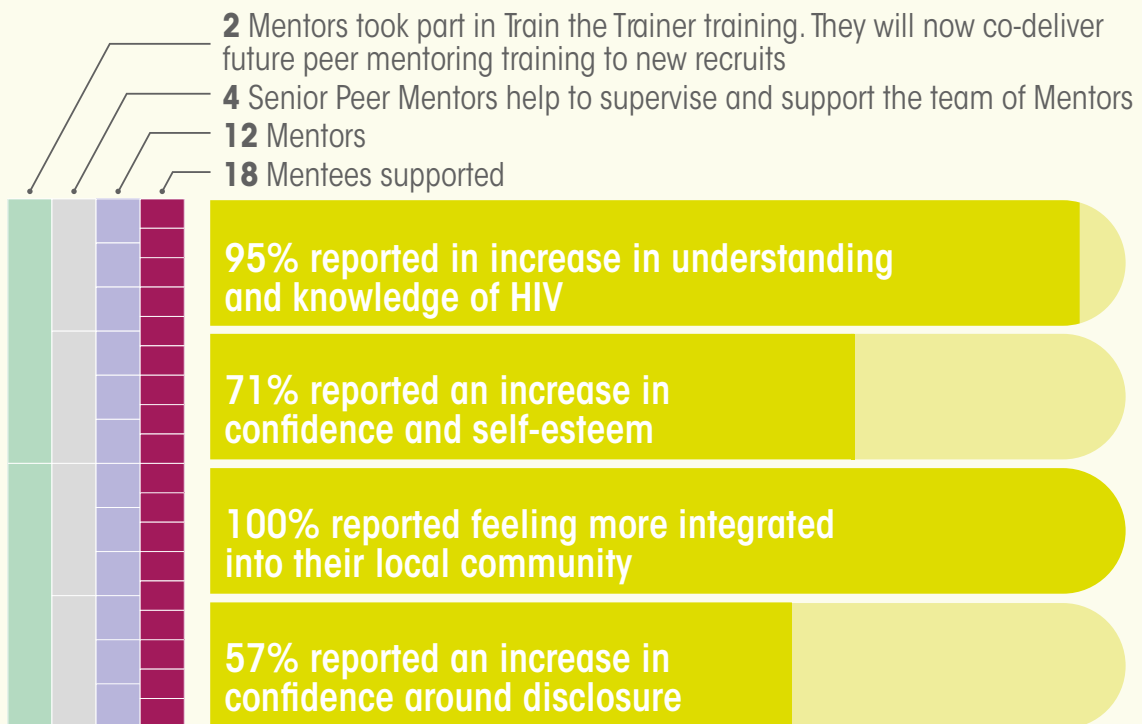 2 Mentors took part in Train the Trainer training. They will now co-deliver
future peer mentoring training to new recruits
4 Senior Peer Mentors help to supervise and support the team of Mentors
12 Mentors
18 Mentees supported
95% reported in increase in understanding
and knowledge of HIV
71% reported an increase in
confidence and self-esteem
100% reported feeling more integrated
into their local community
57% reported an increase in
confidence around disclosure